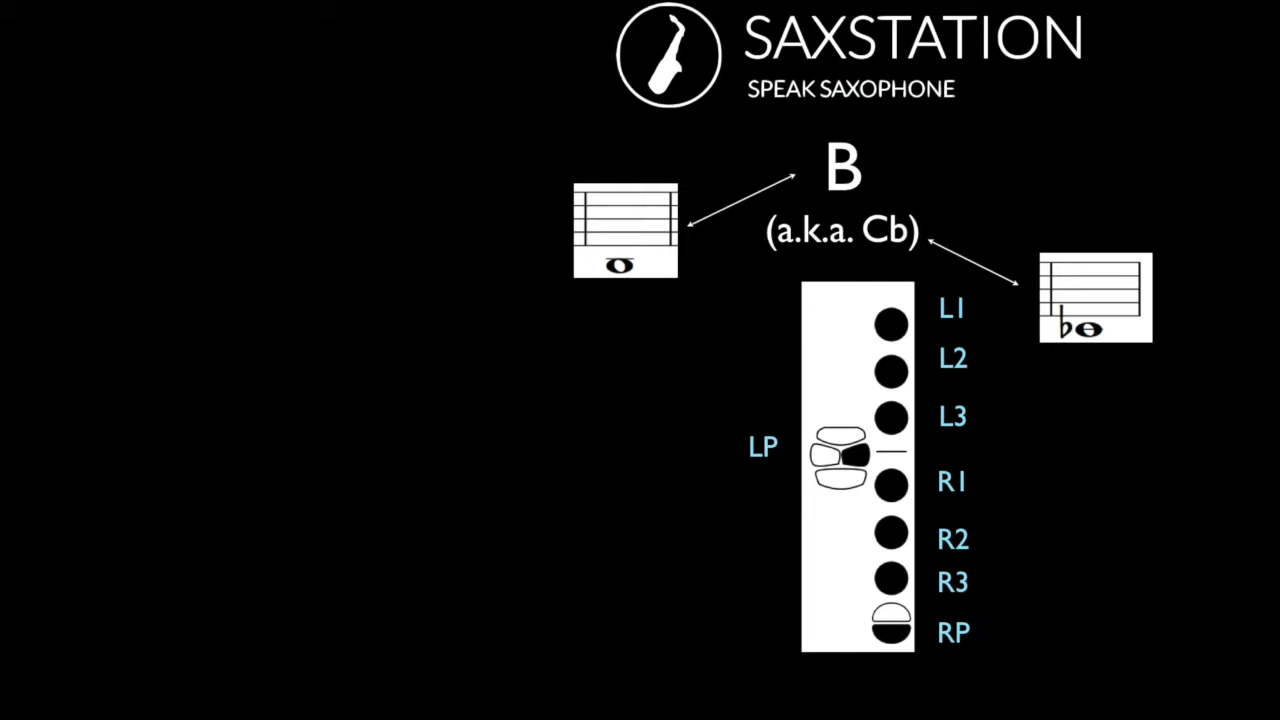 SAXSTATION
SPEAK SAXOPHONE
B
(a.k.a. Cb)
L1
L2
L3
LP
R1
R2
R3
RP